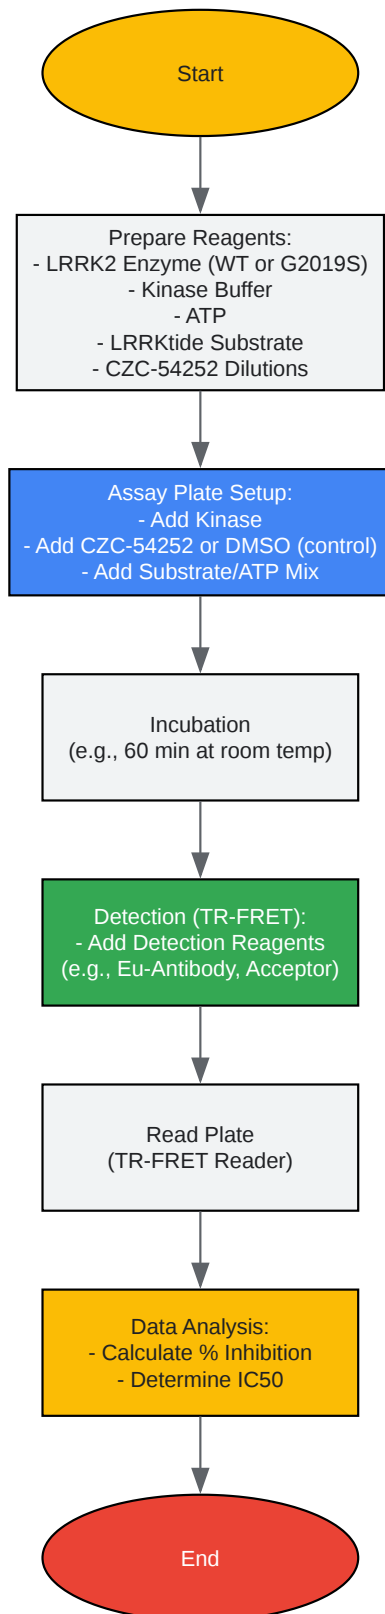 Start
Prepare Reagents:
- LRRK2 Enzyme (WT or G2019S)
- Kinase Buffer
- ATP
- LRRKtide Substrate
- CZC-54252 Dilutions
Assay Plate Setup:
- Add Kinase
- Add CZC-54252 or DMSO (control)
- Add Substrate/ATP Mix
Incubation
(e.g., 60 min at room temp)
Detection (TR-FRET):
- Add Detection Reagents
(e.g., Eu-Antibody, Acceptor)
Read Plate
(TR-FRET Reader)
Data Analysis:
- Calculate % Inhibition
- Determine IC50
End